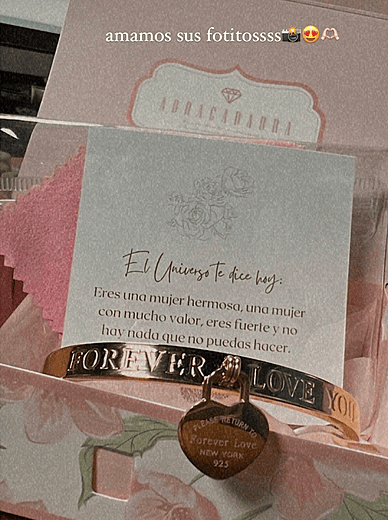 amamos sus fotitossss📸😍🫶🏻
ABRACADABRA
El Universo te dice hoy:
Eres una mujer hermosa, una mujer
con mucho valor, eres fuerte y no
hay nada que no puedas hacer.
FOREVER LOVE YOU
PLEASE RETURN TO
Forever Love
NEW YORK
925